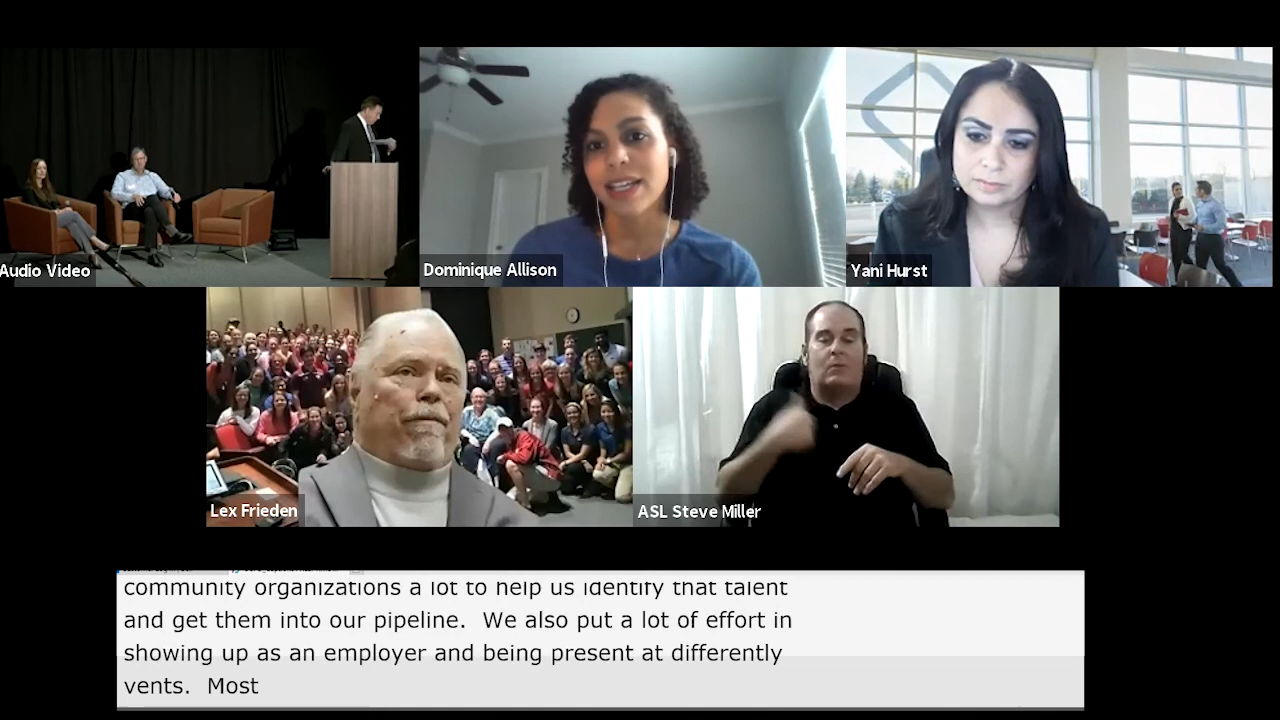 Audio Video
Dominique Allison
Yani Hurst
Lex Frieden
ASL Steve Miller
community organizations a lot to help us identify that talent
and get them into our pipeline.  We also put a lot of effort in
showing up as an employer and being present at differently
vents.  Most